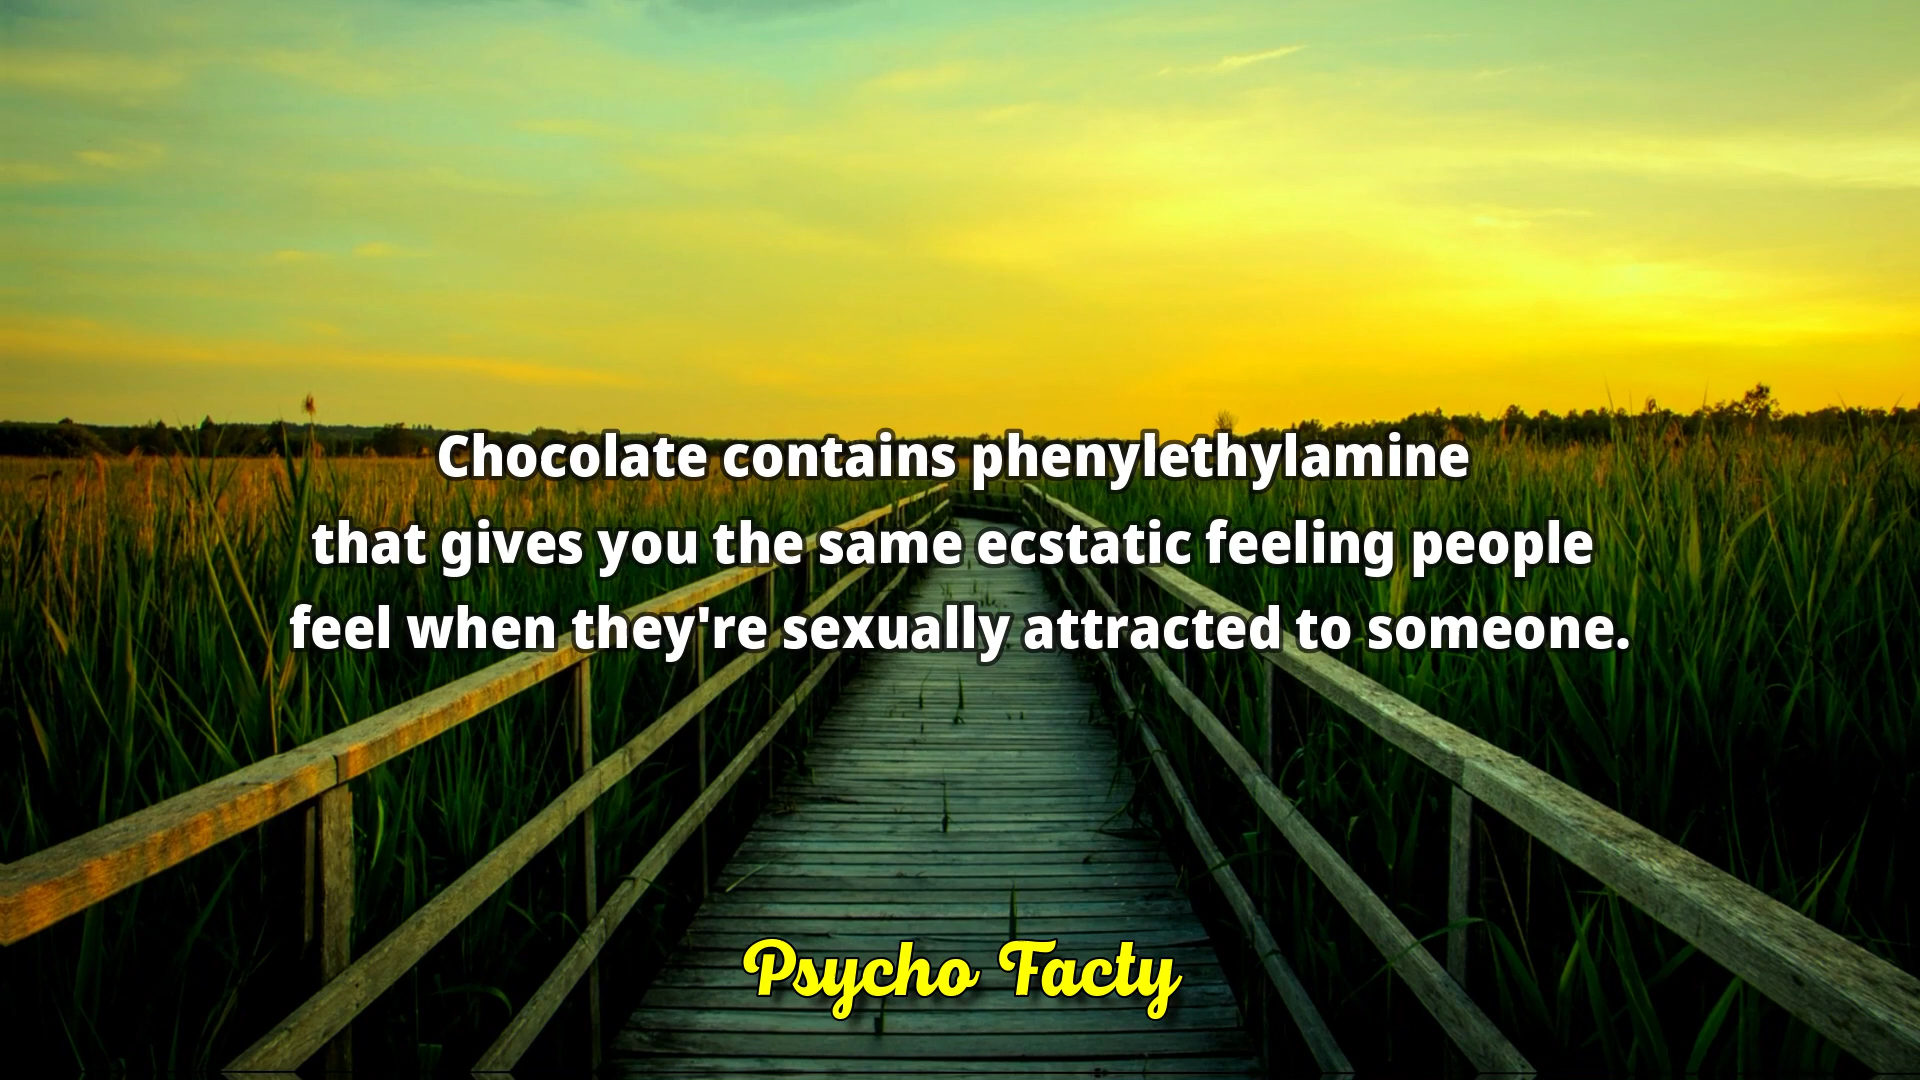 Chocolate contains phenylethylamine
that gives you the same ecstatic feeling people
feel when they're sexually attracted to someone.
Psycho Facty